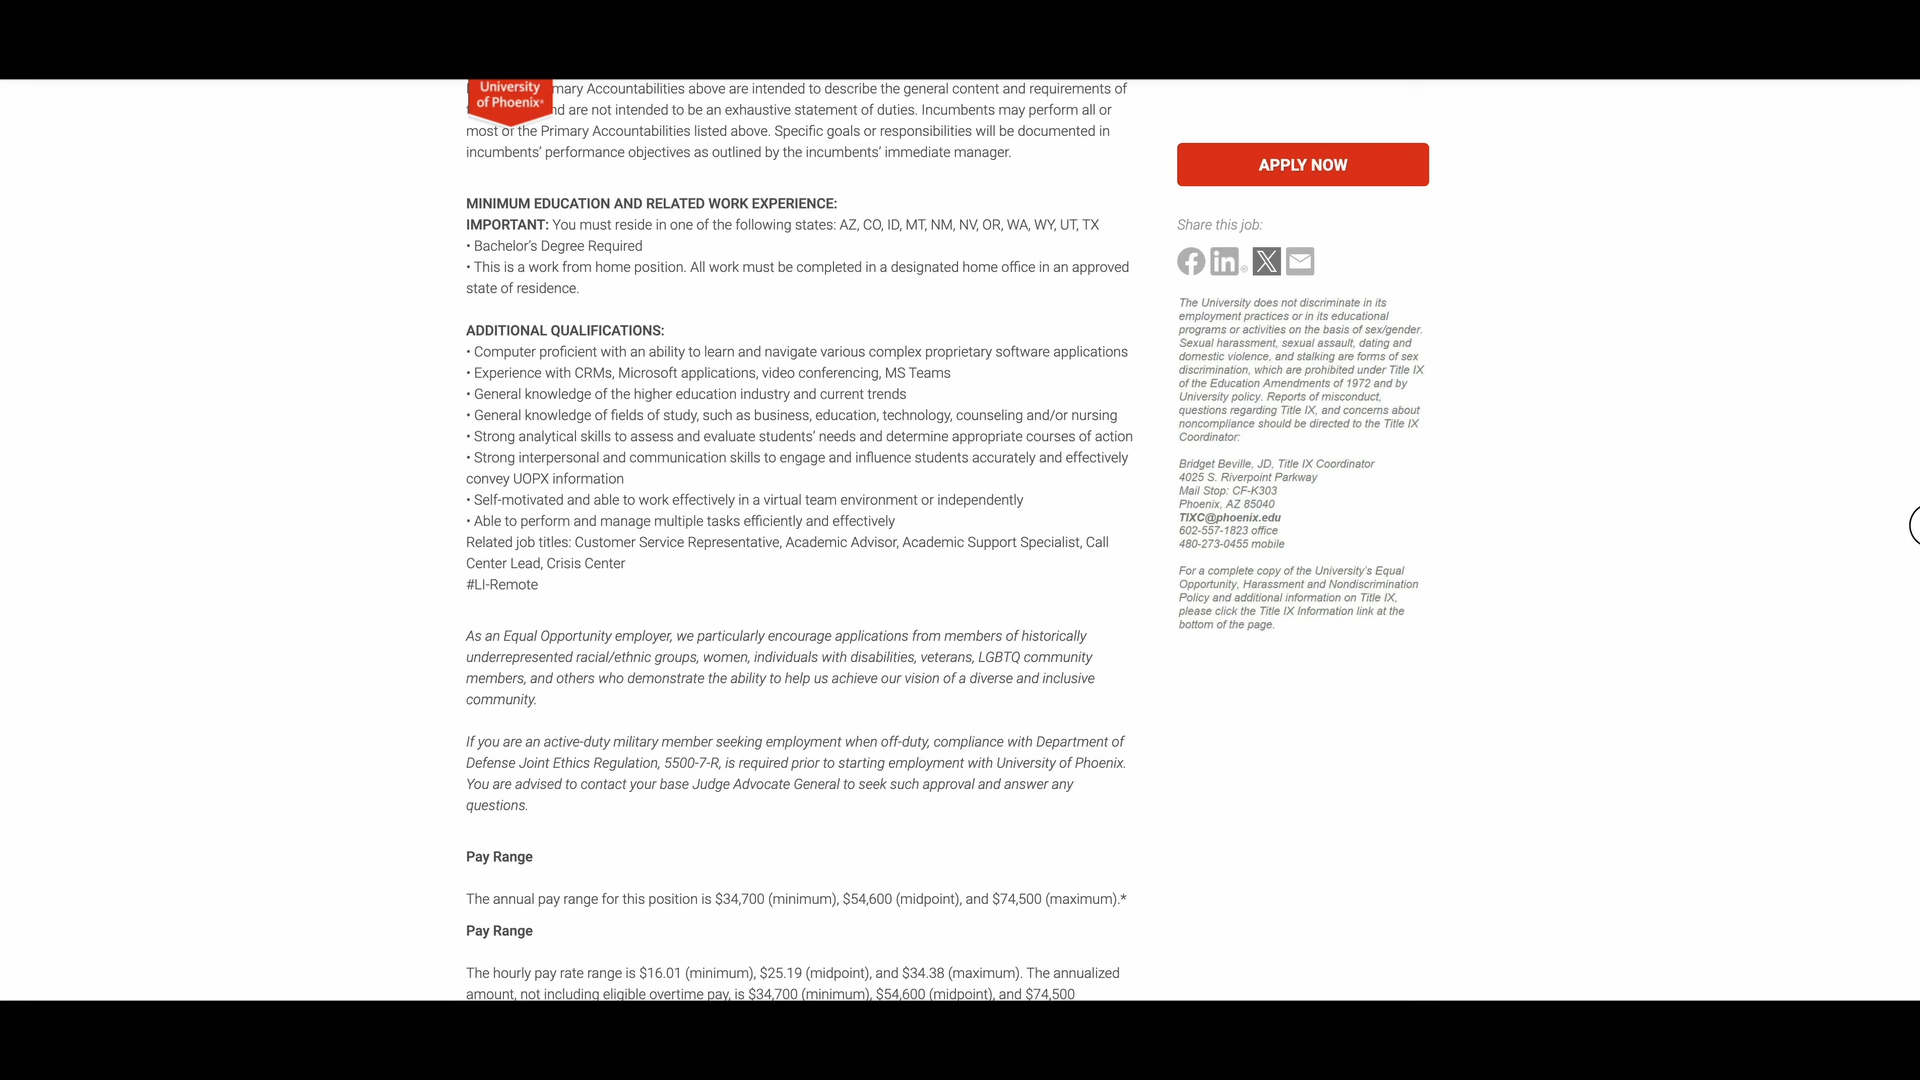 University
of Phoenix
mary Accountabilities above are intended to describe the general content and requirements of
nd are not intended to be an exhaustive statement of duties. Incumbents may perform all or
most of the Primary Accountabilities listed above. Specific goals or responsibilities will be documented in
incumbents’ performance objectives as outlined by the incumbents’ immediate manager.
MINIMUM EDUCATION AND RELATED WORK EXPERIENCE:
IMPORTANT: You must reside in one of the following states: AZ, CO, ID, MT, NM, NV, OR, WA, WY, UT, TX
• Bachelor’s Degree Required
• This is a work from home position. All work must be completed in a designated home office in an approved
state of residence.
ADDITIONAL QUALIFICATIONS:
• Computer proficient with an ability to learn and navigate various complex proprietary software applications
• Experience with CRMs, Microsoft applications, video conferencing, MS Teams
• General knowledge of the higher education industry and current trends
• General knowledge of fields of study, such as business, education, technology, counseling and/or nursing
• Strong analytical skills to assess and evaluate students’ needs and determine appropriate courses of action
• Strong interpersonal and communication skills to engage and influence students accurately and effectively
convey UOPX information
• Self-motivated and able to work effectively in a virtual team environment or independently
• Able to perform and manage multiple tasks efficiently and effectively
Related job titles: Customer Service Representative, Academic Advisor, Academic Support Specialist, Call
Center Lead, Crisis Center
#LI-Remote
As an Equal Opportunity employer, we particularly encourage applications from members of historically
underrepresented racial/ethnic groups, women, individuals with disabilities, veterans, LGBTQ community
members, and others who demonstrate the ability to help us achieve our vision of a diverse and inclusive
community.
If you are an active-duty military member seeking employment when off-duty, compliance with Department of
Defense Joint Ethics Regulation, 5500-7-R, is required prior to starting employment with University of Phoenix.
You are advised to contact your base Judge Advocate General to seek such approval and answer any
questions.
Pay Range
The annual pay range for this position is $34,700 (minimum), $54,600 (midpoint), and $74,500 (maximum).*
Pay Range
The hourly pay rate range is $16.01 (minimum), $25.19 (midpoint), and $34.38 (maximum). The annualized
amount, not including eligible overtime pay, is $34,700 (minimum), $54,600 (midpoint), and $74,500
APPLY NOW
Share this job:
The University does not discriminate in its
employment practices or in its educational
programs or activities on the basis of sex/gender.
Sexual harassment, sexual assault, dating and
domestic violence, and stalking are forms of sex
discrimination, which are prohibited under Title IX
of the Education Amendments of 1972 and by
University policy. Reports of misconduct,
questions regarding Title IX, and concerns about
noncompliance should be directed to the Title IX
Coordinator:
Bridget Beville, JD, Title IX Coordinator
4025 S. Riverpoint Parkway
Mail Stop: CF-K303
Phoenix, AZ 85040
TIXC@phoenix.edu
602-557-1823 office
480-273-0455 mobile
For a complete copy of the University’s Equal
Opportunity, Harassment and Nondiscrimination
Policy and additional information on Title IX,
please click the Title IX Information link at the
bottom of the page.